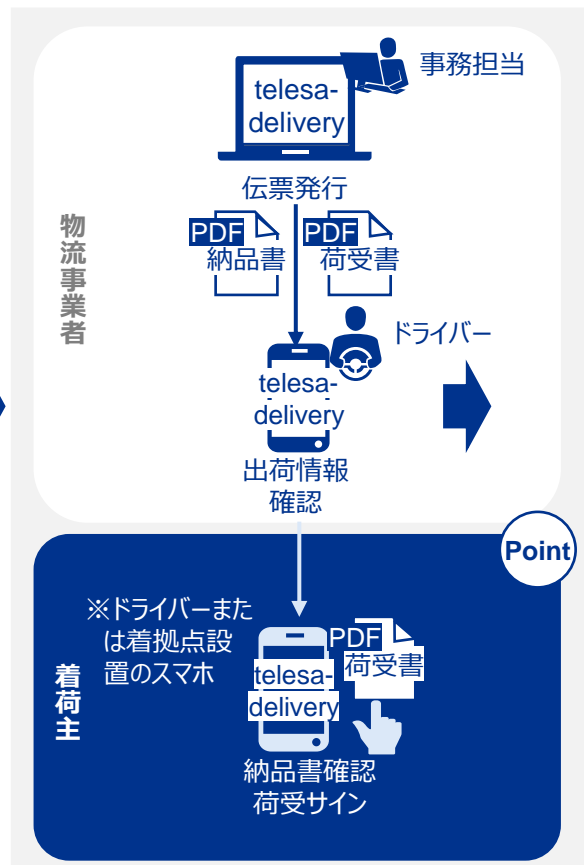 事務担当
telesa-
delivery
伝票発行
PDF
納品書
PDF
荷受書
物流事業者
ドライバー
telesa-
delivery
出荷情報
確認
Point
※ドライバーまた
は着拠点設
置のスマホ
着荷主
PDF
荷受書
telesa-
delivery
納品書確認
荷受サイン